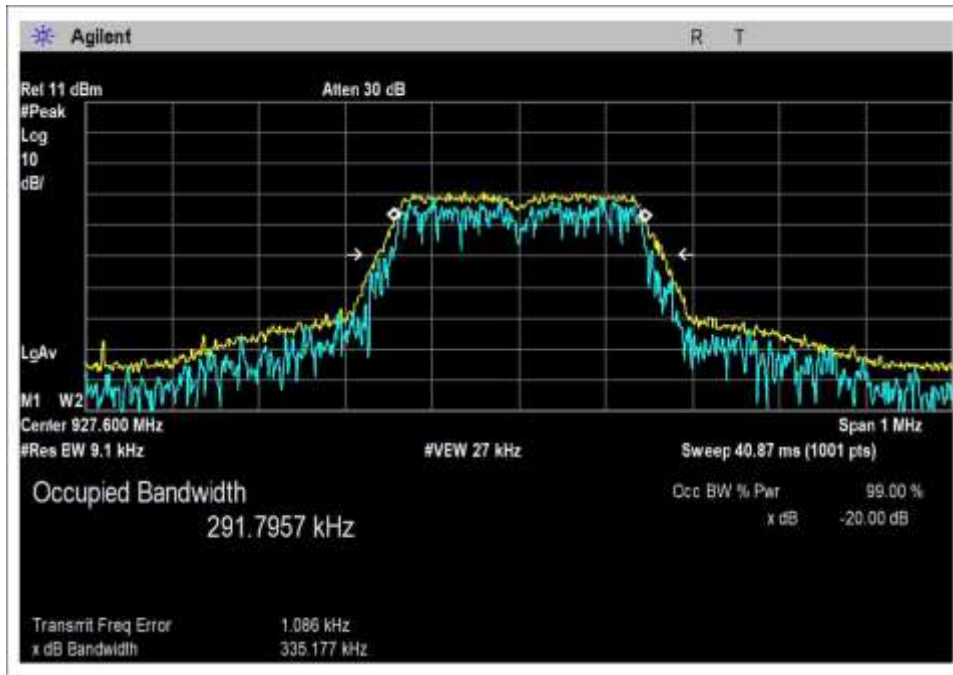 Agilent R T
Ref 11 dBm Atten 30 dB
#Peak
Log
10
dB/
LgAv
M1 W2
Center 927.600 MHz Span 1 MHz
#Res BW 9.1 kHz #VBW 27 kHz Sweep 40.87 ms (1001 pts)
Occupied Bandwidth Occ BW % Pwr 99.00 %
291.7957 kHz x dB -20.00 dB
Transmit Freq Error 1.086 kHz
x dB Bandwidth 335.177 kHz